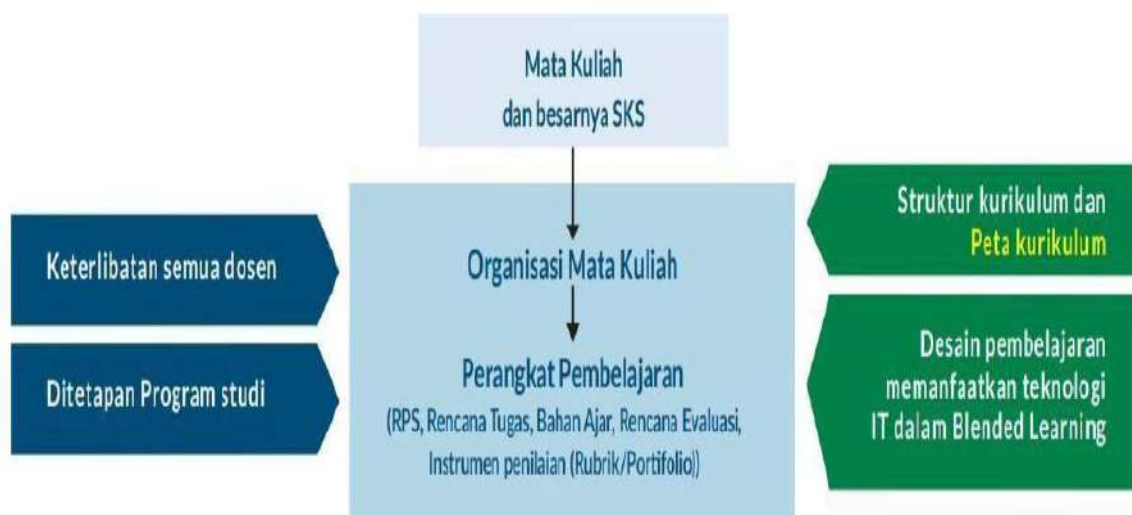 Mata Kuliah
dan besarnya SKS
Keterlibatan semua dosen
Ditetapan Program studi
Organisasi Mata Kuliah
Perangkat Pembelajaran
(RPS, Rencana Tugas, Bahan Ajar, Rencana Evaluasi,
Instrumen penilaian (Rubrik/Portifolio))
Struktur kurikulum dan
Peta kurikulum
Desain pembelajaran
memanfaatkan teknologi
IT dalam Blended Learning